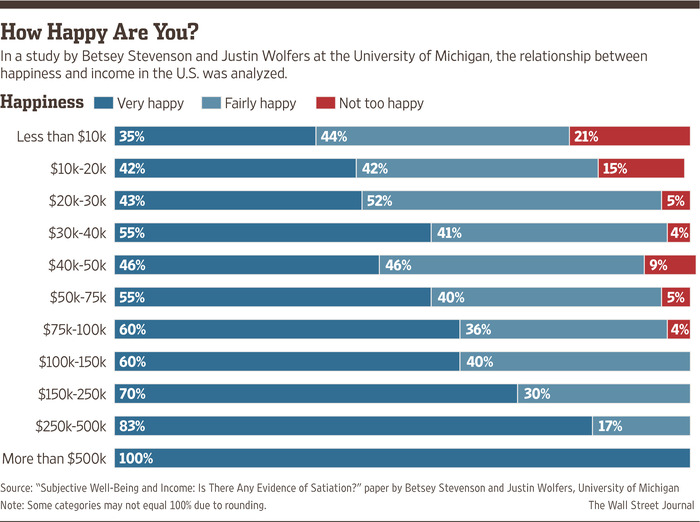 How Happy Are You?
In a study by Betsey Stevenson and Justin Wolfers at the University of Michigan, the relationship between
happiness and income in the U.S. was analyzed.
Happiness Very happy Fairly happy Not too happy
Less than $10k 35% 44% 21%
$10k-20k 42% 42% 15%
$20k-30k 43% 52% 5%
$30k-40k 55% 41% 4%
$40k-50k 46% 46% 9%
$50k-75k 55% 40% 5%
$75k-100k 60% 36% 4%
$100k-150k 60% 40%
$150k-250k 70% 30%
$250k-500k 83% 17%
More than $500k 100%
Source: “Subjective Well-Being and Income: Is There Any Evidence of Satiation?” paper by Betsey Stevenson and Justin Wolfers, University of Michigan
Note: Some categories may not equal 100% due to rounding. The Wall Street Journal